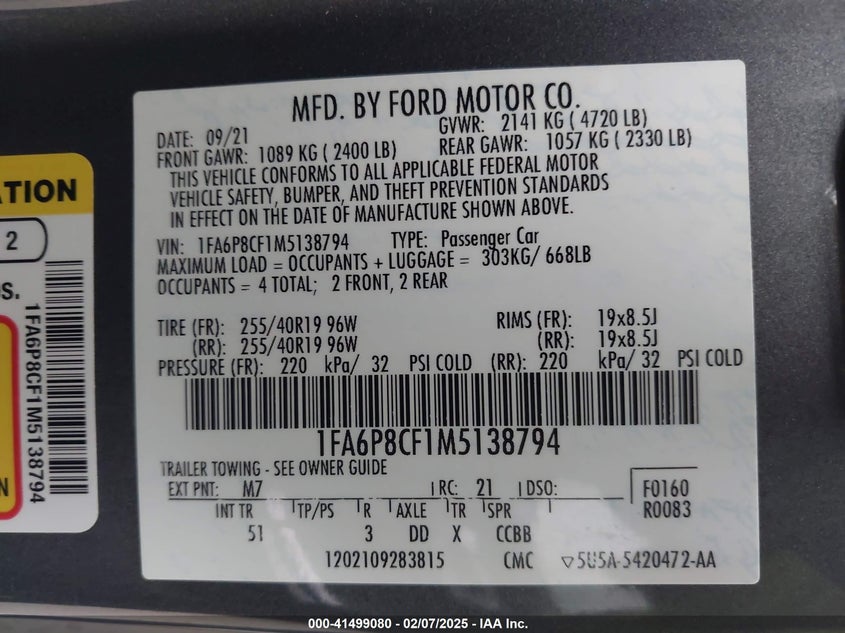 MFD. BY FORD MOTOR CO.
DATE: 09/21 GVWR: 2141 KG ( 4720 LB)
FRONT GAWR: 1089 KG ( 2400 LB) REAR GAWR: 1057 KG ( 2330 LB)
THIS VEHICLE CONFORMS TO ALL APPLICABLE FEDERAL MOTOR
VEHICLE SAFETY, BUMPER, AND THEFT PREVENTION STANDARDS
IN EFFECT ON THE DATE OF MANUFACTURE SHOWN ABOVE.
VIN: 1FA6P8CF1M5138794 TYPE: Passenger Car
MAXIMUM LOAD = OCCUPANTS + LUGGAGE = 303KG/ 668LB
OCCUPANTS = 4 TOTAL; 2 FRONT, 2 REAR
TIRE (FR): 255/40R19 96W RIMS (FR): 19x8.5J
(RR): 255/40R19 96W (RR): 19x8.5J
PRESSURE (FR): 220 kPa/ 32 PSI COLD (RR): 220 kPa/ 32 PSI COLD
1FA6P8CF1M5138794
TRAILER TOWING - SEE OWNER GUIDE
EXT PNT: M7 RC: 21 DSO: F0160
INT TR TP/PS R AXLE TR SPR R0083
51 3 DD X CCBB
1202109283815 CMC ▽5U5A-5420472-AA
ATION
2
S.
1FA6P8CF1M5138794
N
000-41499080 - 02/07/2025 - IAA Inc.